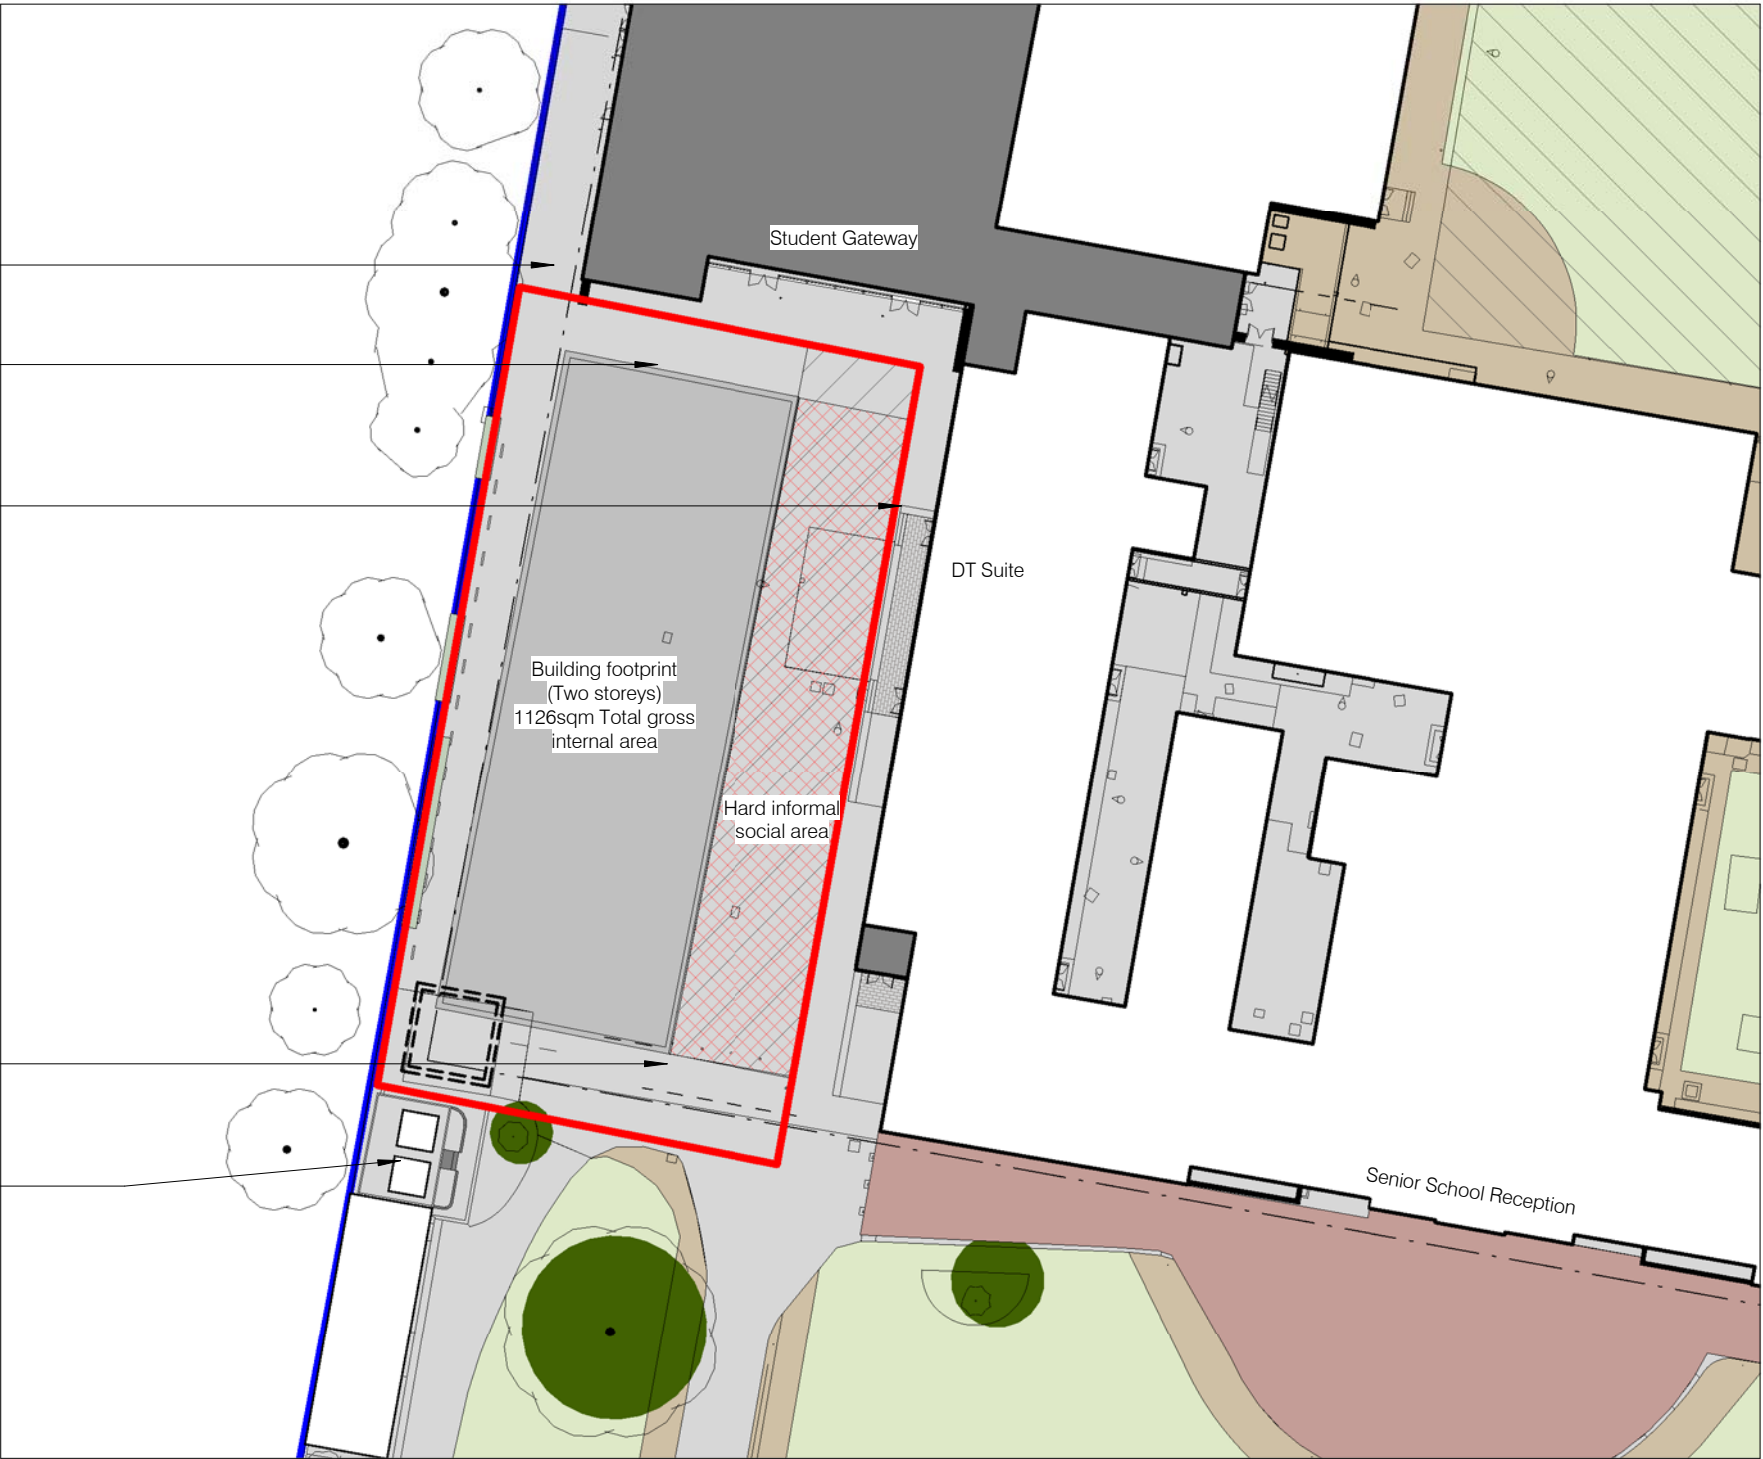 Student Gateway
DT Suite
Building footprint
(Two storeys)
1126sqm Total gross
internal area
Hard informal
social area
Senior School Reception